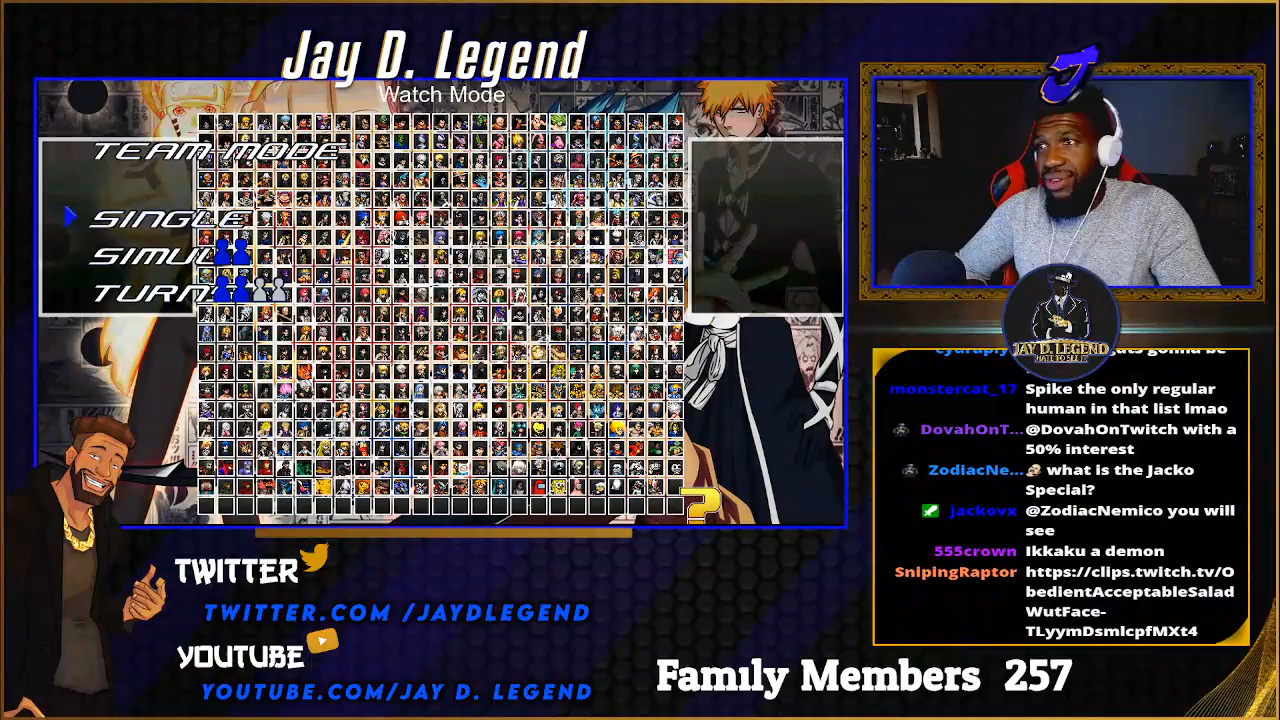 Jay D. Legend
Watch Mode
TEAM MODE
SINGLE
SIMUL
TURN
?
J
JAY D. LEGEND
monstercat_17 Spike the only regular
human in that list lmao
DovahOnT... @DovahOnTwitch with a
50% interest
ZodiacNe... what is the Jacko
Special?
jackovx @ZodiacNemico you will
see
555crown Ikkaku a demon
SnipingRaptor https://clips.twitch.tv/O
bedientAcceptableSalad
WutFace-
TLyymDsmlcpfMXt4
TWITTER
TWITTER.COM /JAYDLEGEND
YOUTUBE
YOUTUBE.COM/JAY D. LEGEND
Family Members 257